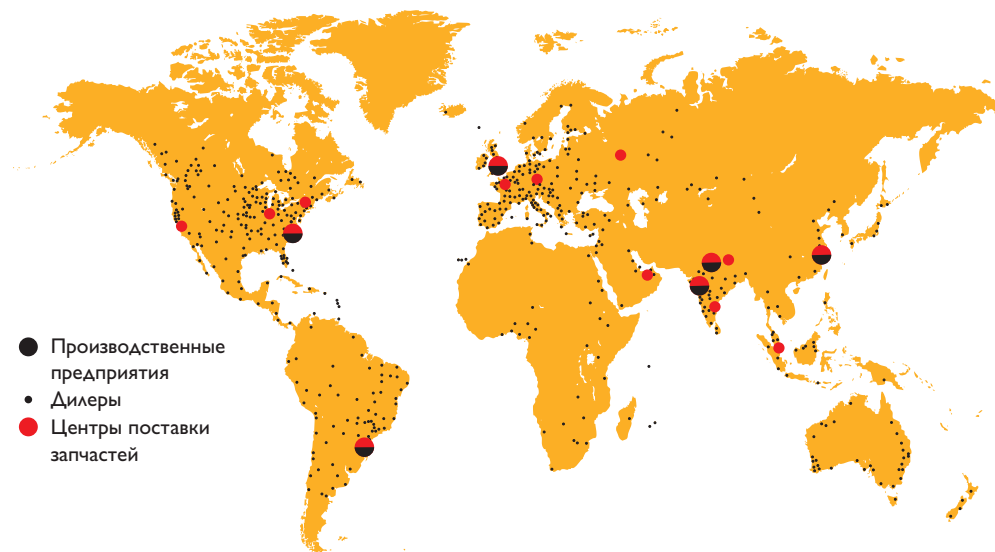 Производственные
предприятия
Дилеры
Центры поставки
запчастей